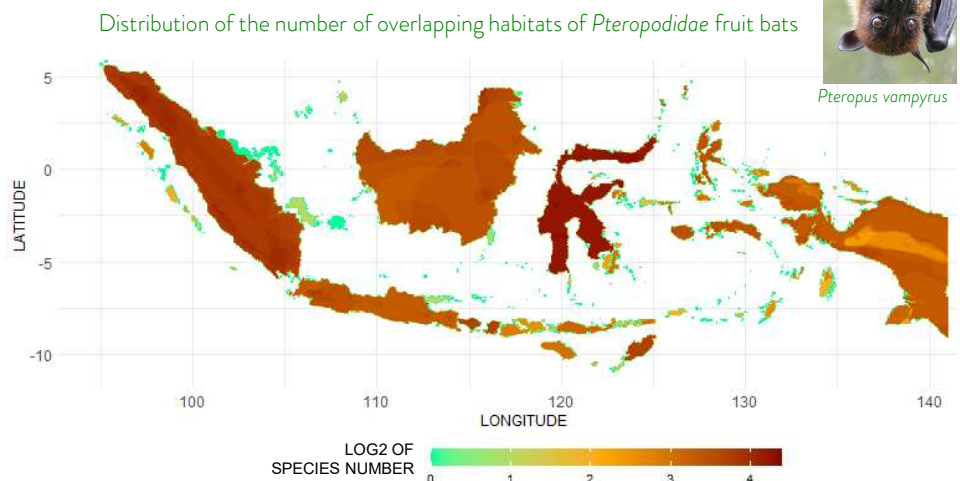 Distribution of the number of overlapping habitats of Pteropodidae fruit bats
Pteropus vampyrus
5
0
-5
-10
LATITUDE
100 110 120 130 140
LONGITUDE
LOG2 OF
SPECIES NUMBER
0 1 2 3 4